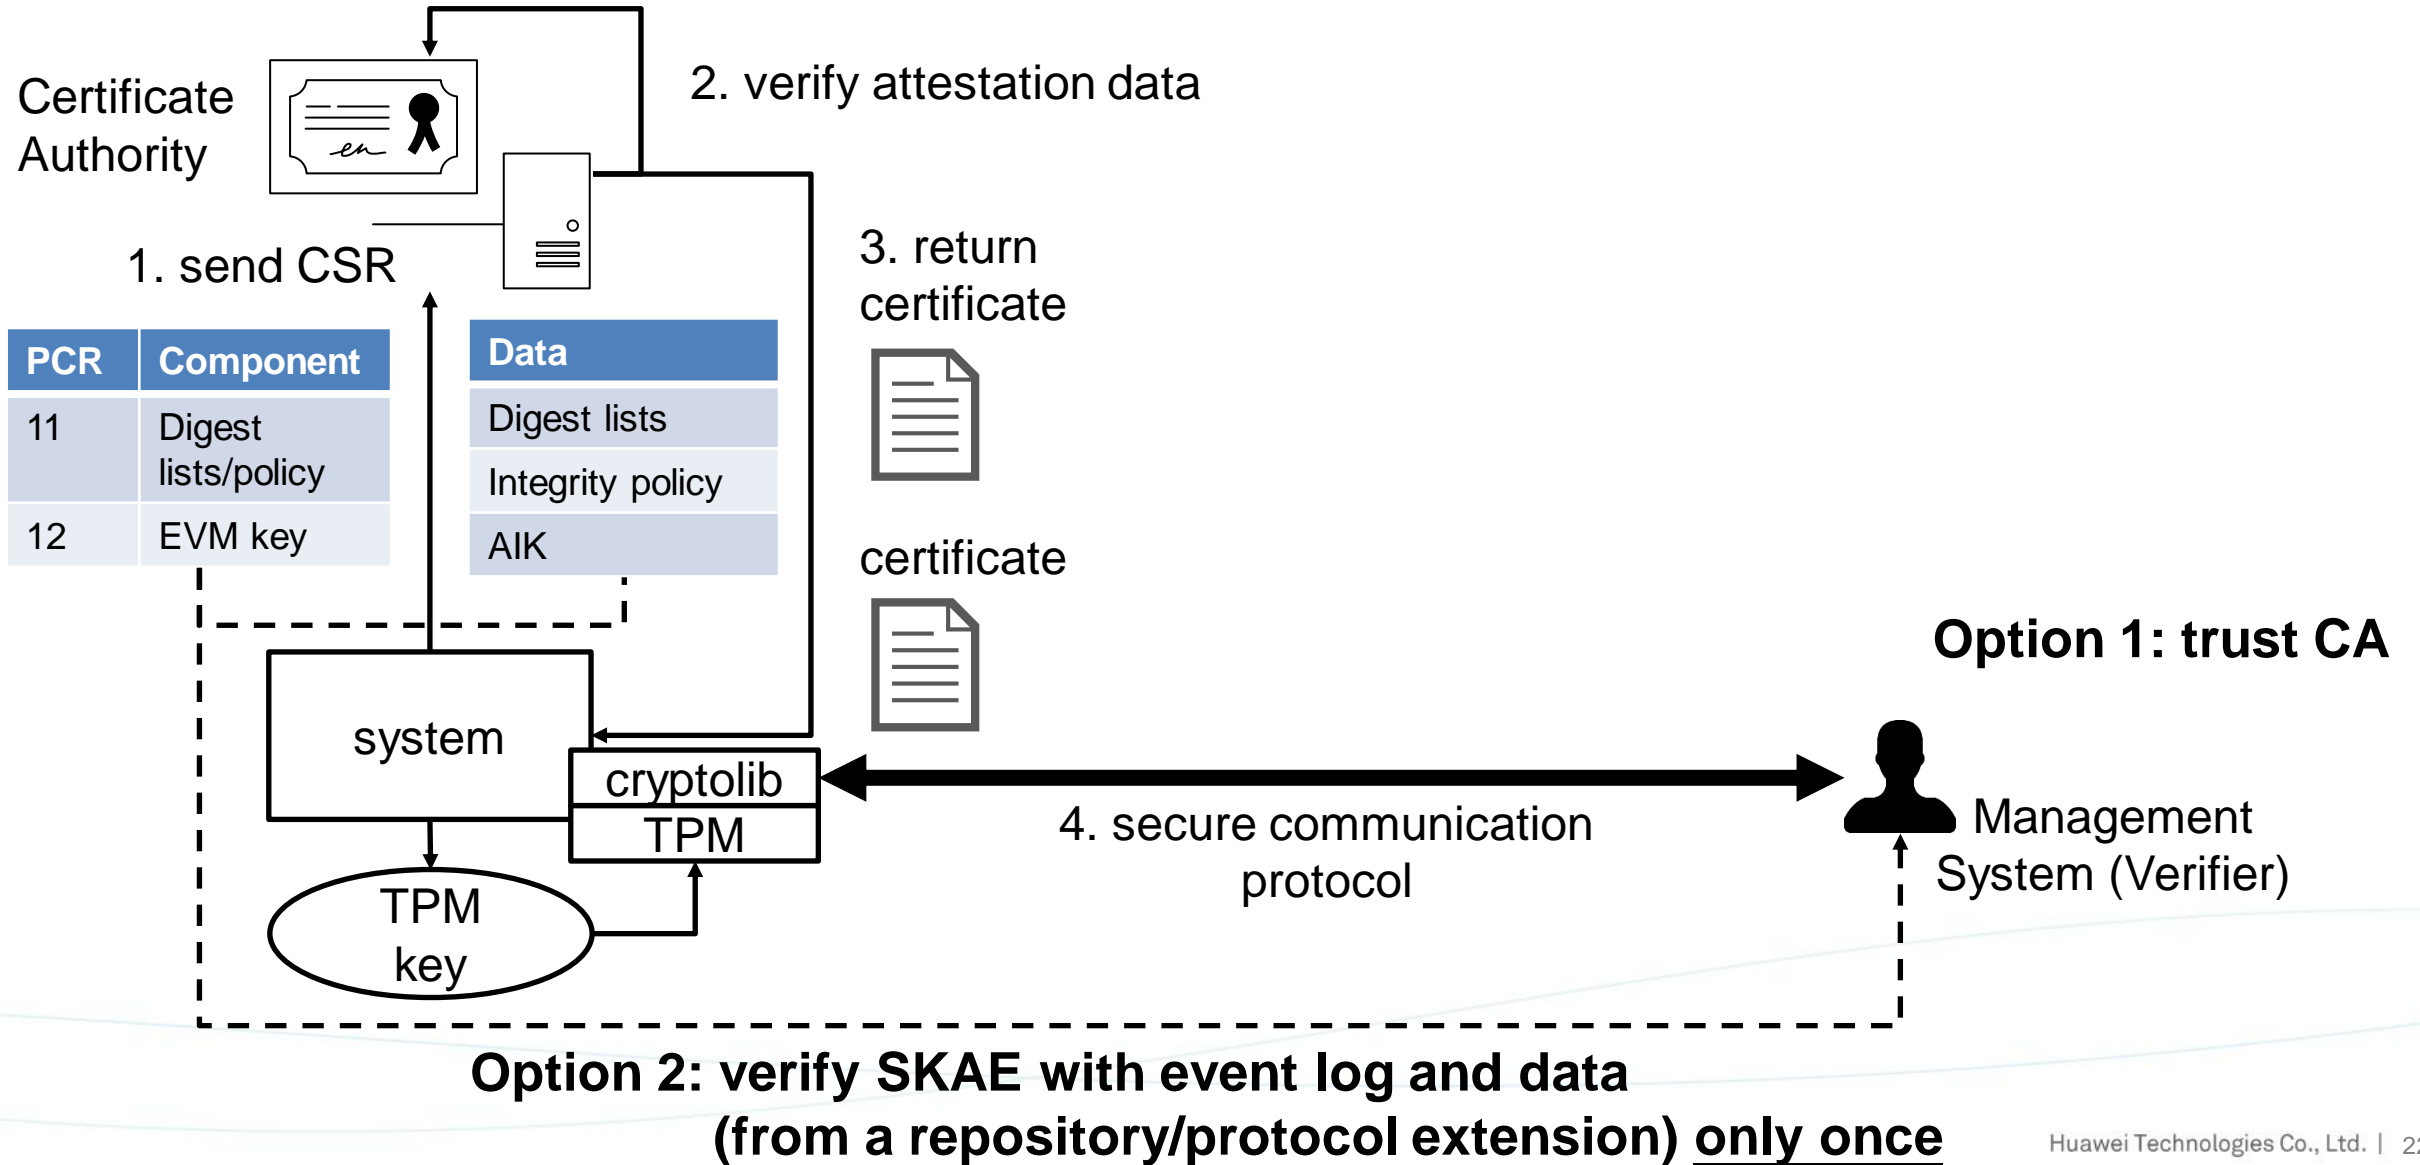 Certificate
Authority
2. verify attestation data
1. send CSR
3. return
certificate
PCR Component
11 Digest
lists/policy
12 EVM key
Data
Digest lists
Integrity policy
AIK
certificate
Option 1: trust CA
system
cryptolib
TPM
TPM
key
4. secure communication
protocol
Management
System (Verifier)
Option 2: verify SKAE with event log and data
(from a repository/protocol extension) only once
Huawei Technologies Co., Ltd. |